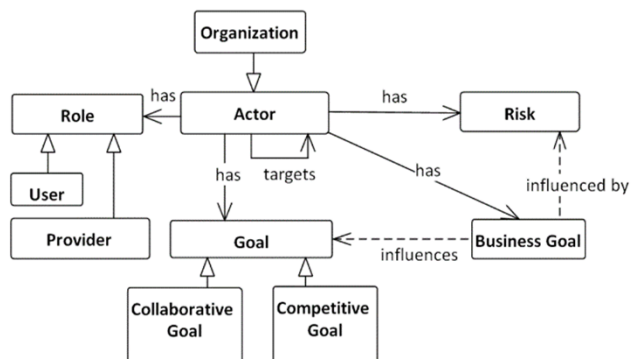 Organization
has
Role
Actor
has
Risk
has
targets
has
influenced by
User
Provider
Goal
influences
Business Goal
Collaborative
Goal
Competitive
Goal